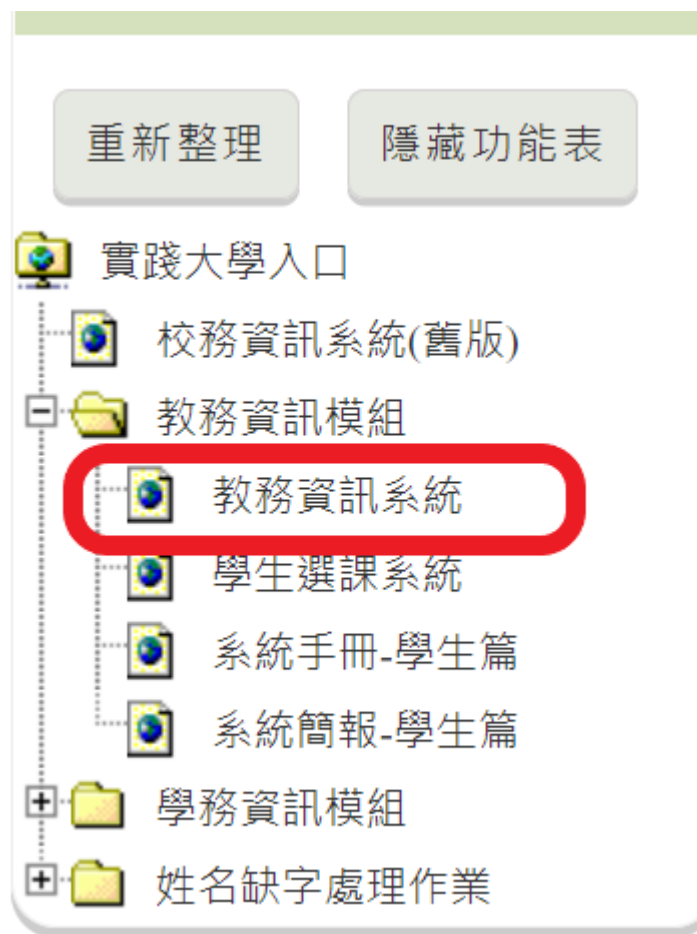 重新整理 隱藏功能表
實踐大學入口
校務資訊系統(舊版)
教務資訊模組
教務資訊系統
學生選課系統
系統手冊-學生篇
系統簡報-學生篇
學務資訊模組
姓名缺字處理作業